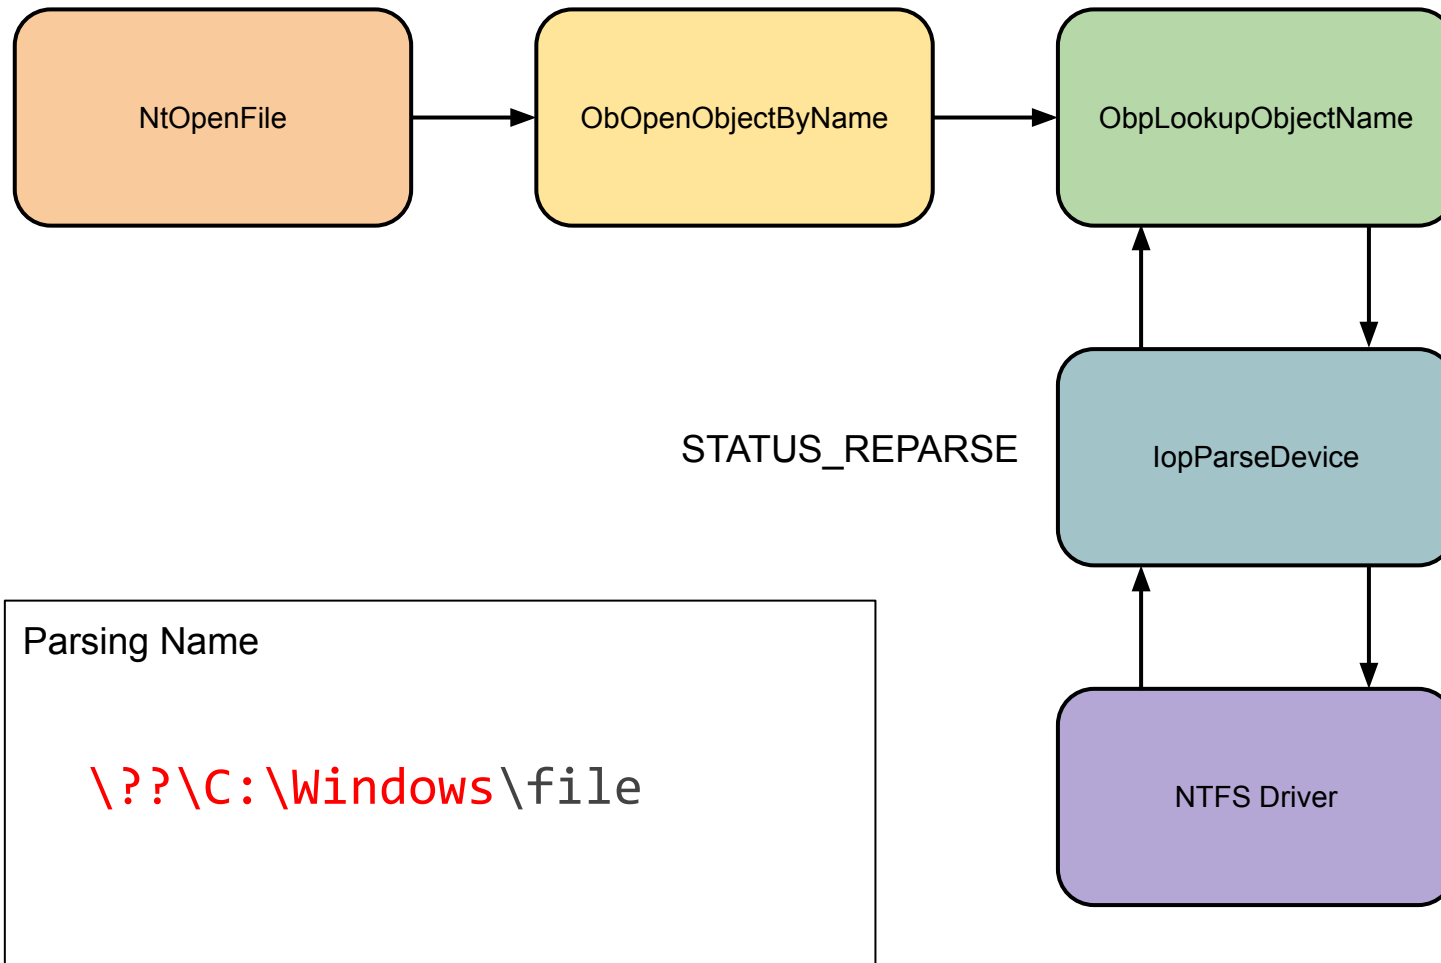 NtOpenFile
ObOpenObjectByName
ObpLookupObjectName
STATUS_REPARSE
IopParseDevice
Parsing Name
\??\C:\Windows\file
NTFS Driver